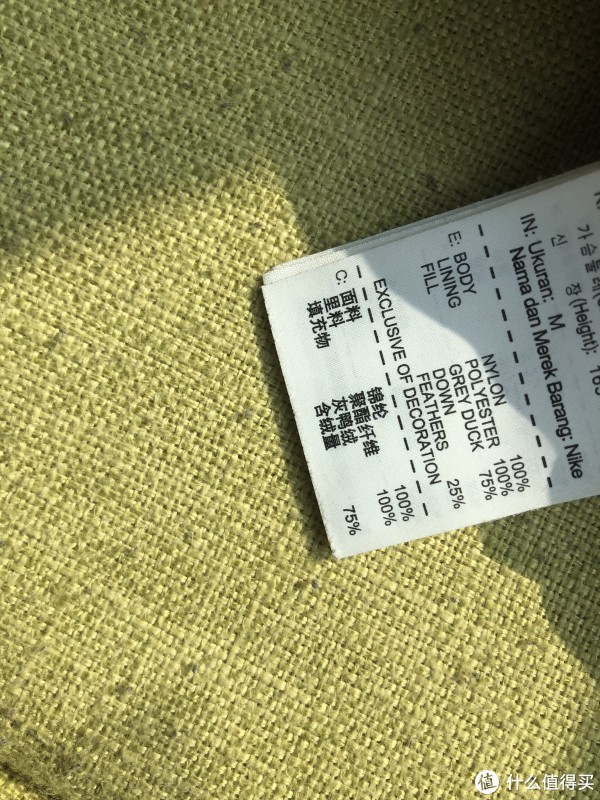 가슴둘레(
신 장(Height):
IN: Ukuran: M
Nama dan Merek Barang: Nike
E: BODY NYLON 100%
LINING POLYESTER 100%
FILL GREY DUCK 75%
DOWN
FEATHERS 25%
EXCLUSIVE OF DECORATION
C: 面料 锦纶 100%
里料 聚酯纤维 100%
填充物 灰鸭绒
含绒量 75%
值 什么值得买